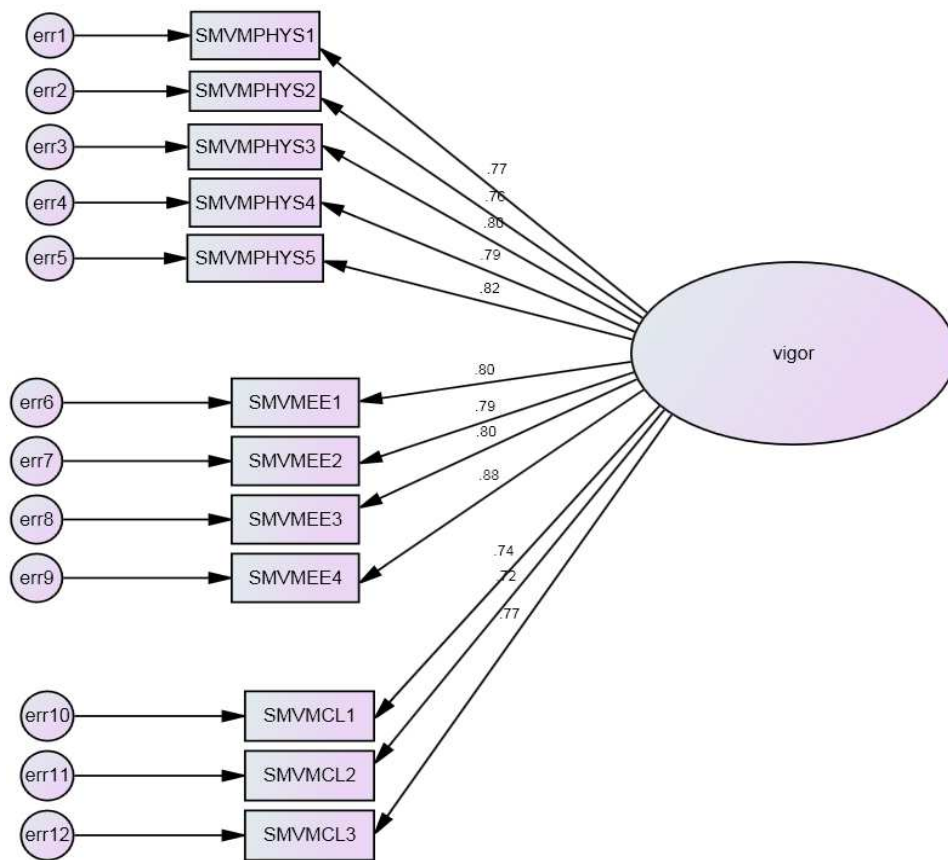 err1 SMVMPHYS1
err2 SMVMPHYS2
err3 SMVMPHYS3
err4 SMVMPHYS4
err5 SMVMPHYS5
.77
.76
.80
.79
.82
vigor
err6 SMVMEE1
err7 SMVMEE2
err8 SMVMEE3
err9 SMVMEE4
.80
.79
.80
.88
err10 SMVMCL1
err11 SMVMCL2
err12 SMVMCL3
.74
.72
.77